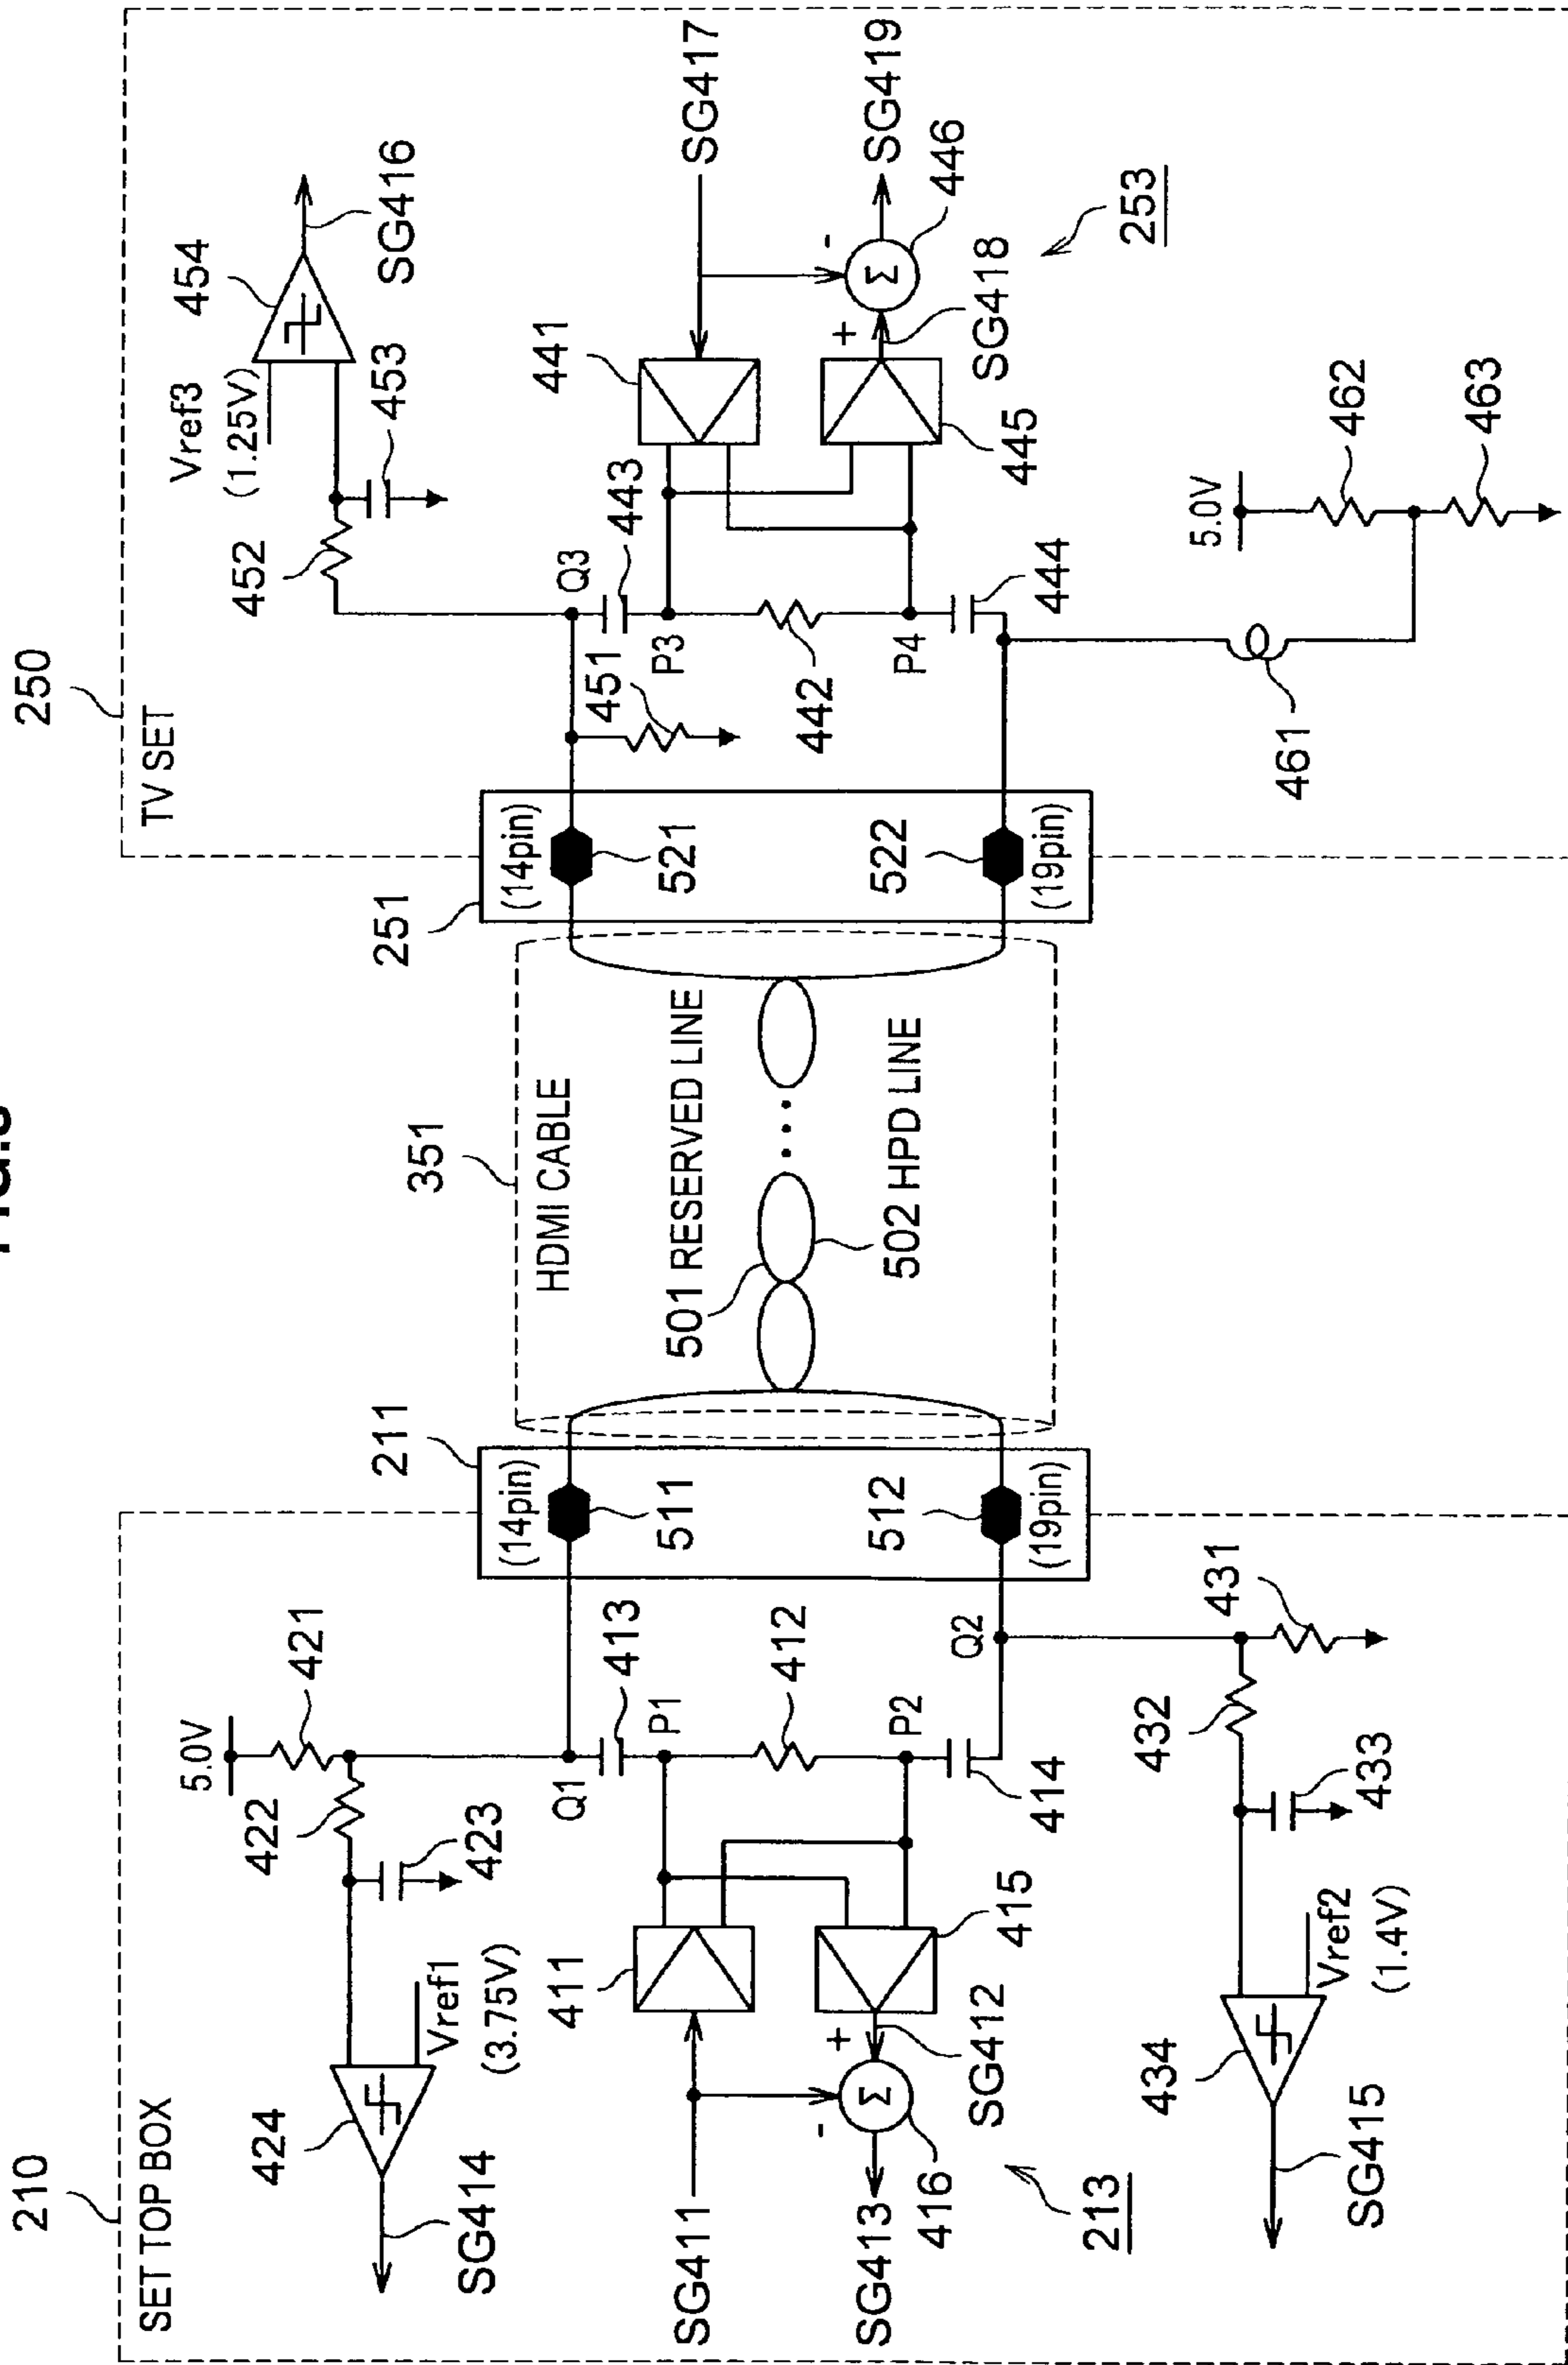 210
SET TOP BOX
5.0V
421
422
423
424
Vref1
(3.75V)
SG414
Q1
413
P1
411
412
SG411
P2
415
+
-
Σ
SG412
SG413
416
414
Q2
213
432
431
433
434
Vref2
(1.4V)
SG415
211
(14pin)
511
512
(19pin)
351
HDMI CABLE
501 RESERVED LINE
502 HPD LINE
251
(14pin)
521
522
(19pin)
250
TV SET
Vref3
(1.25V)
454
SG416
452
453
Q3
443
451
P3
441
SG417
442
P4
445
+
-
Σ
SG418
SG419
446
444
253
5.0V
462
463
461